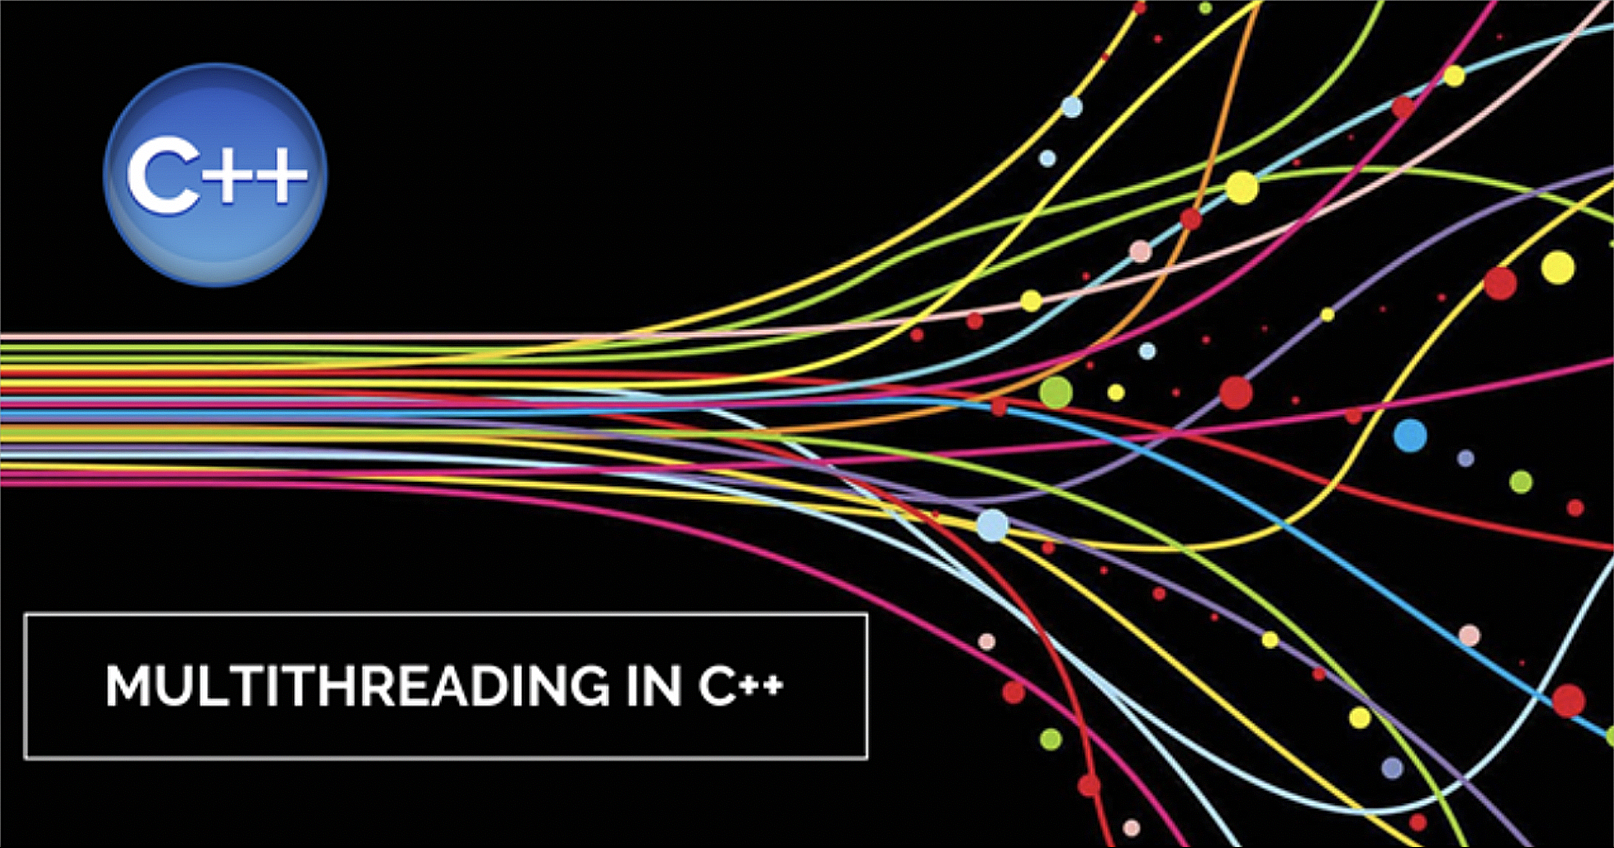 C++
MULTITHREADING IN C++